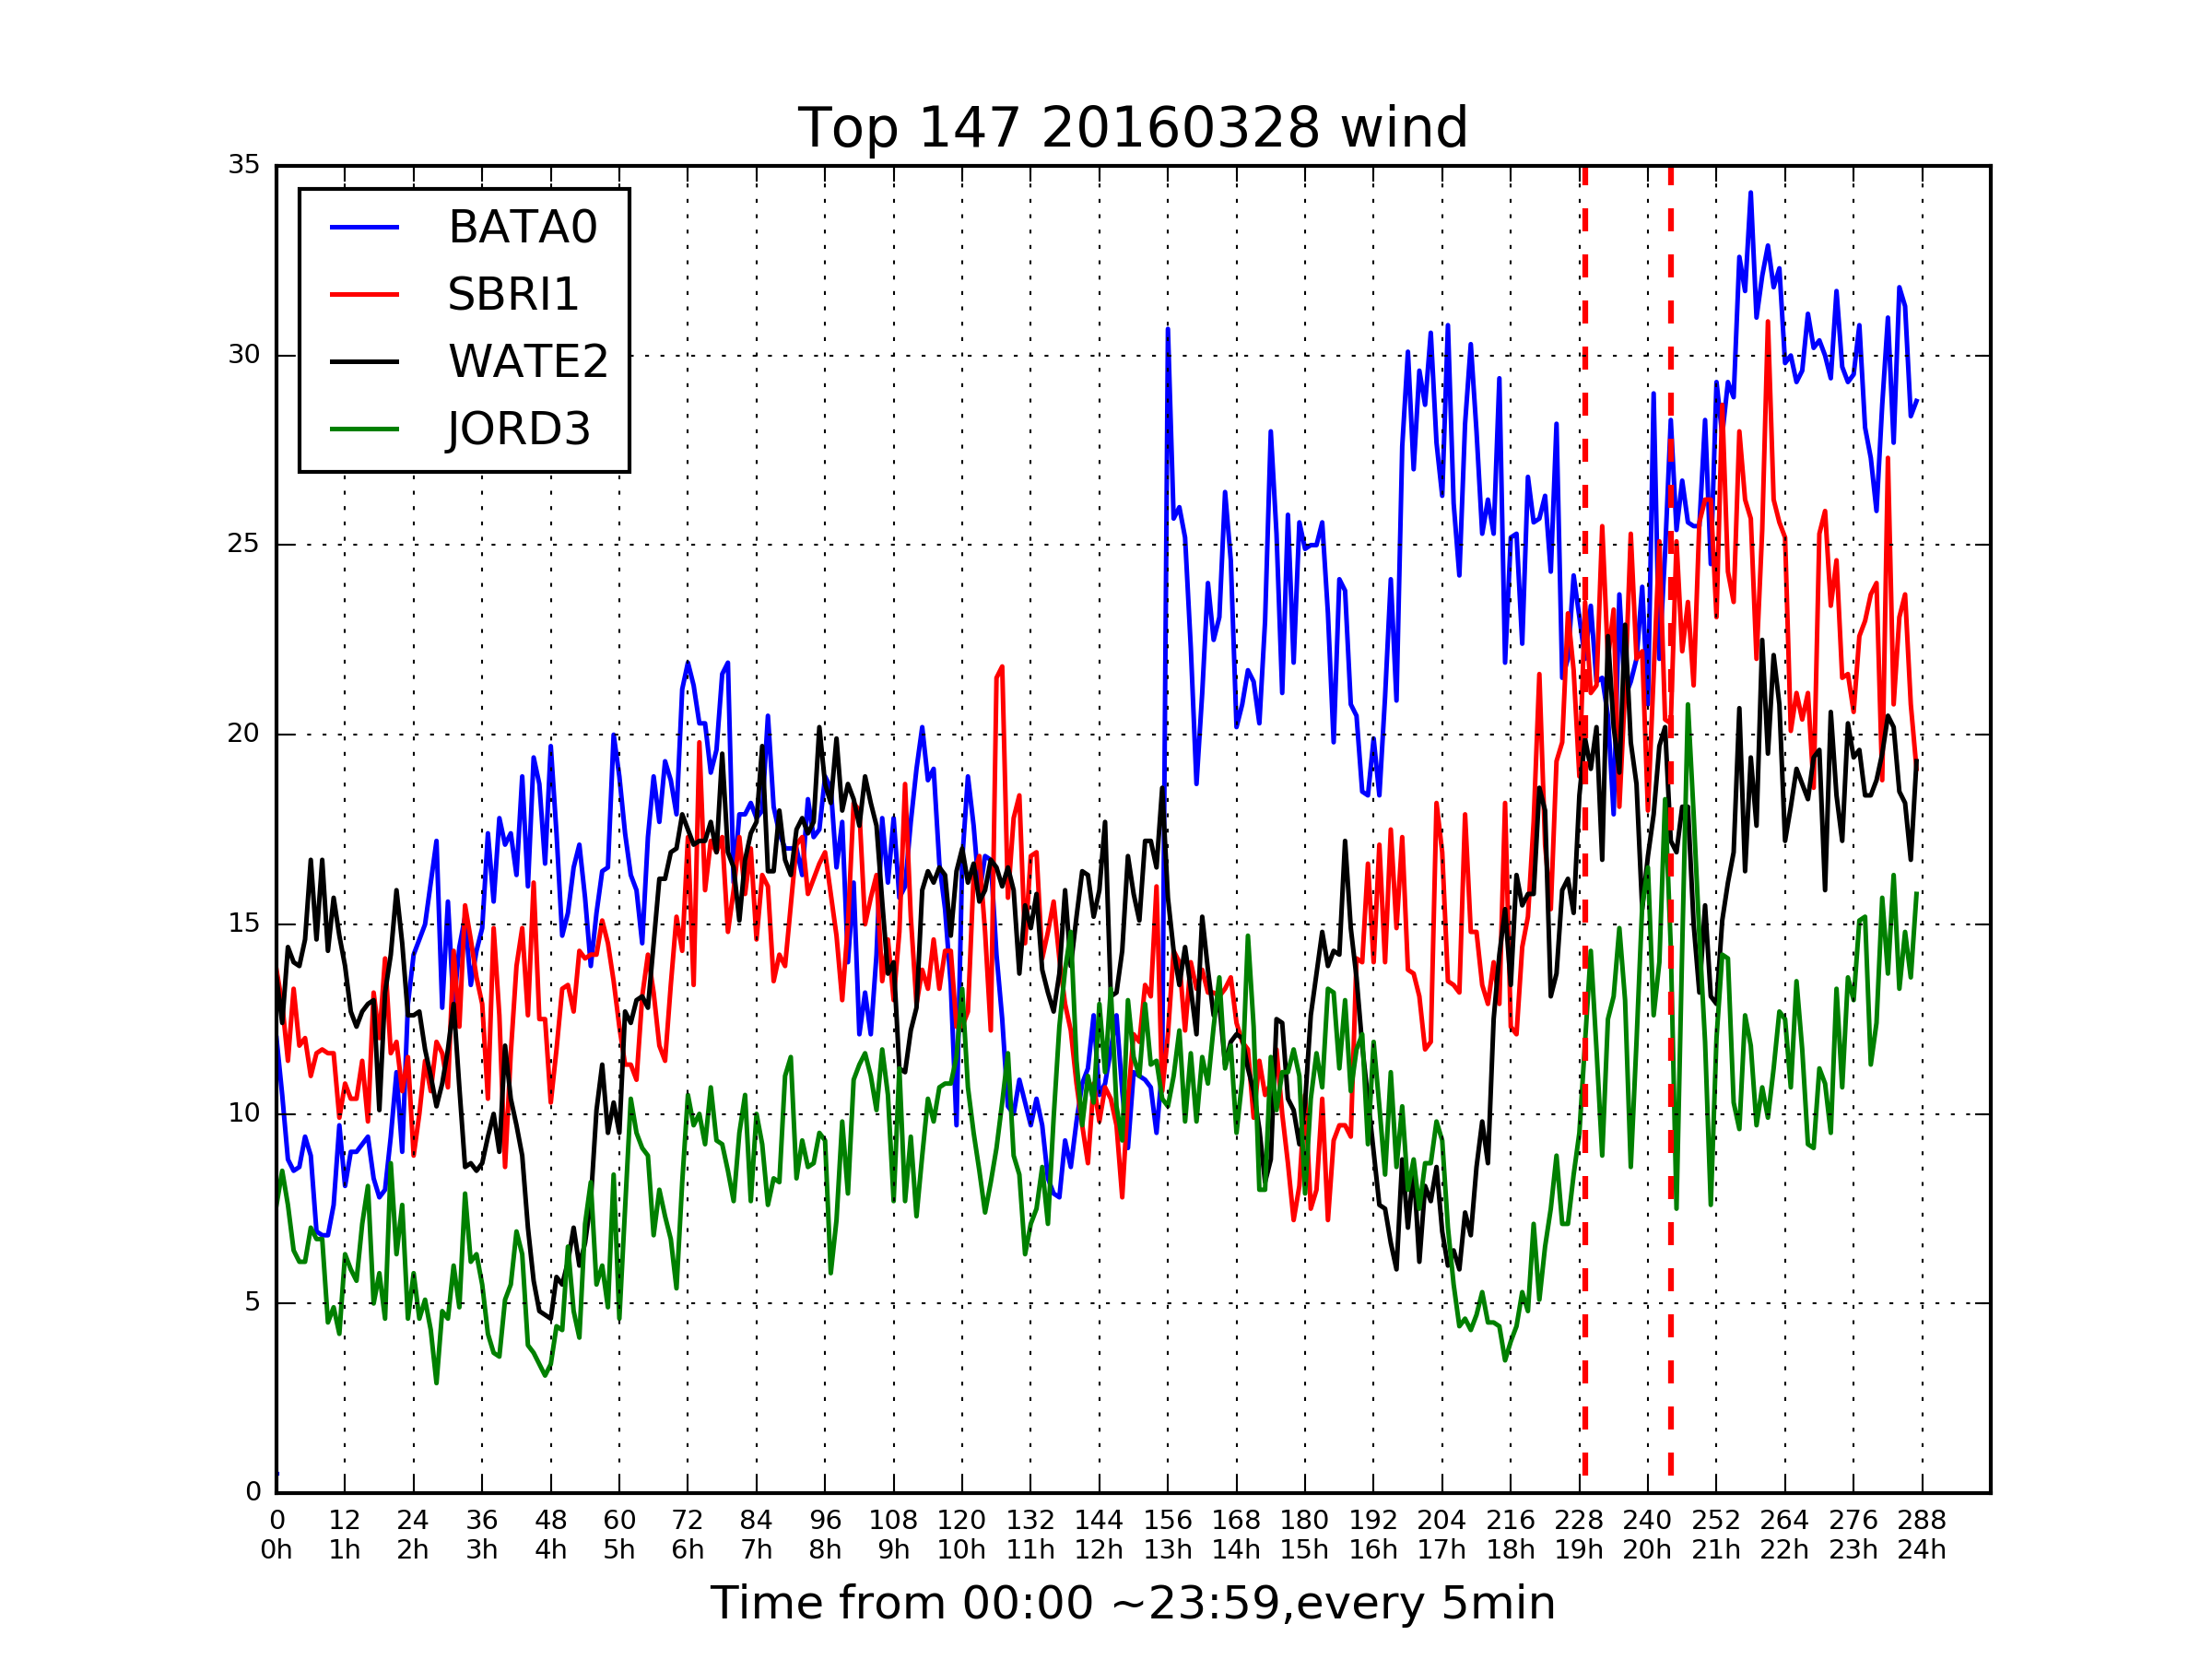 Top 147 20160328 wind
35
30
25
20
15
10
5
0
BATA0
SBRI1
WATE2
JORD3
0 12 24 36 48 60 72 84 96 108 120 132 144 156 168 180 192 204 216 228 240 252 264 276 288
0h 1h 2h 3h 4h 5h 6h 7h 8h 9h 10h 11h 12h 13h 14h 15h 16h 17h 18h 19h 20h 21h 22h 23h 24h
Time from 00:00 ~23:59,every 5min